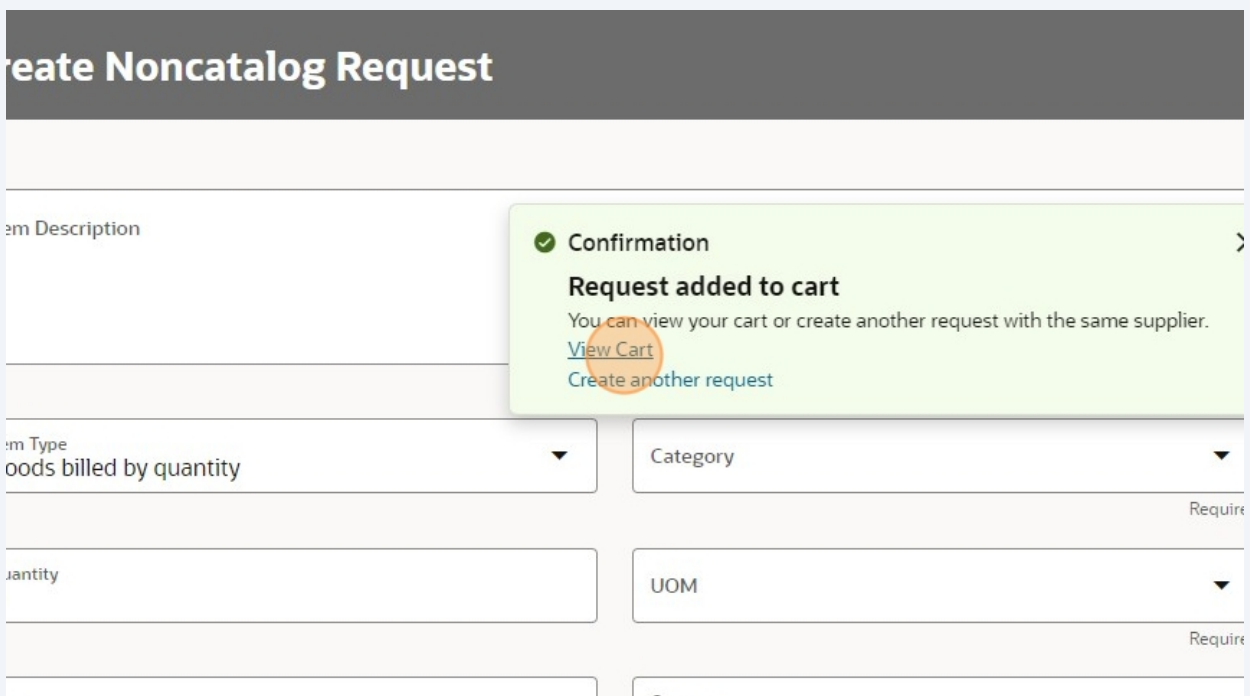 reate Noncatalog Request
em Description
Confirmation
Request added to cart
You can view your cart or create another request with the same supplier.
View Cart
Create another request
em Type
oods billed by quantity
Category
Require
uantity
UOM
Require